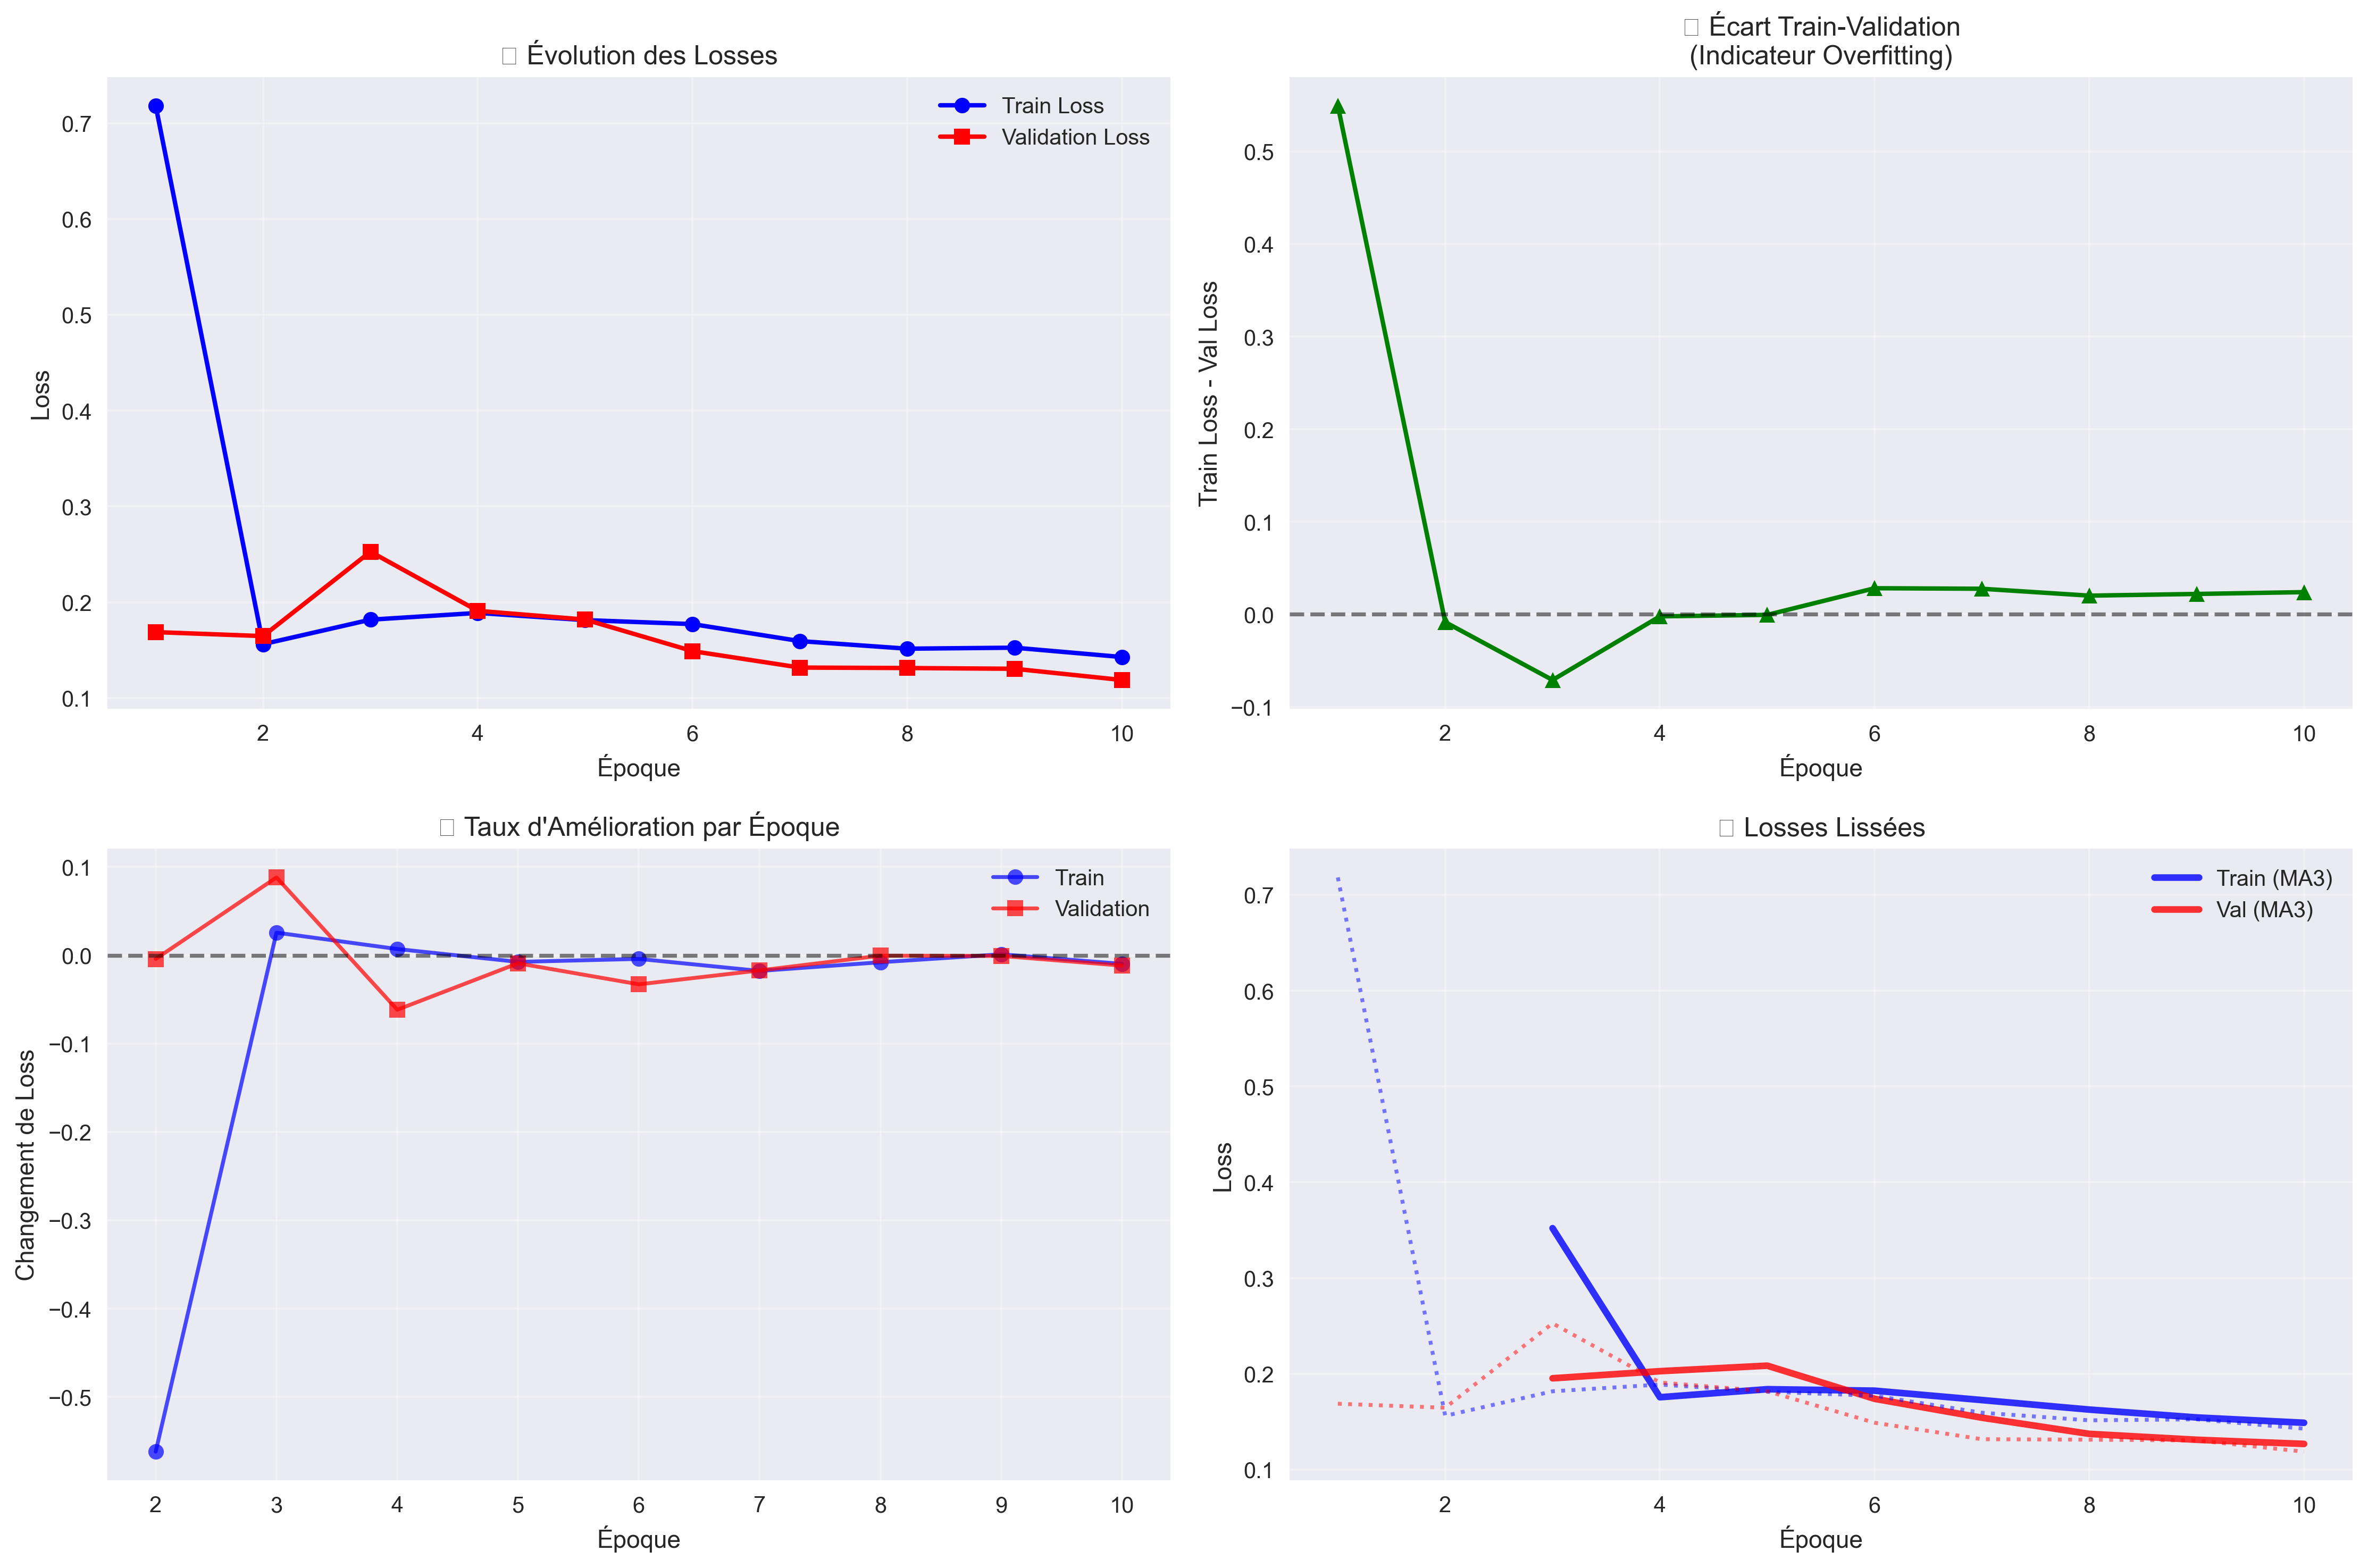 Évolution des Losses
Train Loss
Validation Loss
0.7
0.6
0.5
0.4
0.3
0.2
0.1
Loss
2
4
6
8
10
Époque
Écart Train-Validation
(Indicateur Overfitting)
0.5
0.4
0.3
0.2
0.1
0.0
−0.1
Train Loss - Val Loss
2
4
6
8
10
Époque
Taux d'Amélioration par Époque
Train
Validation
0.1
0.0
−0.1
−0.2
−0.3
−0.4
−0.5
Changement de Loss
2
3
4
5
6
7
8
9
10
Époque
Losses Lissées
Train (MA3)
Val (MA3)
0.7
0.6
0.5
0.4
0.3
0.2
0.1
Loss
2
4
6
8
10
Époque